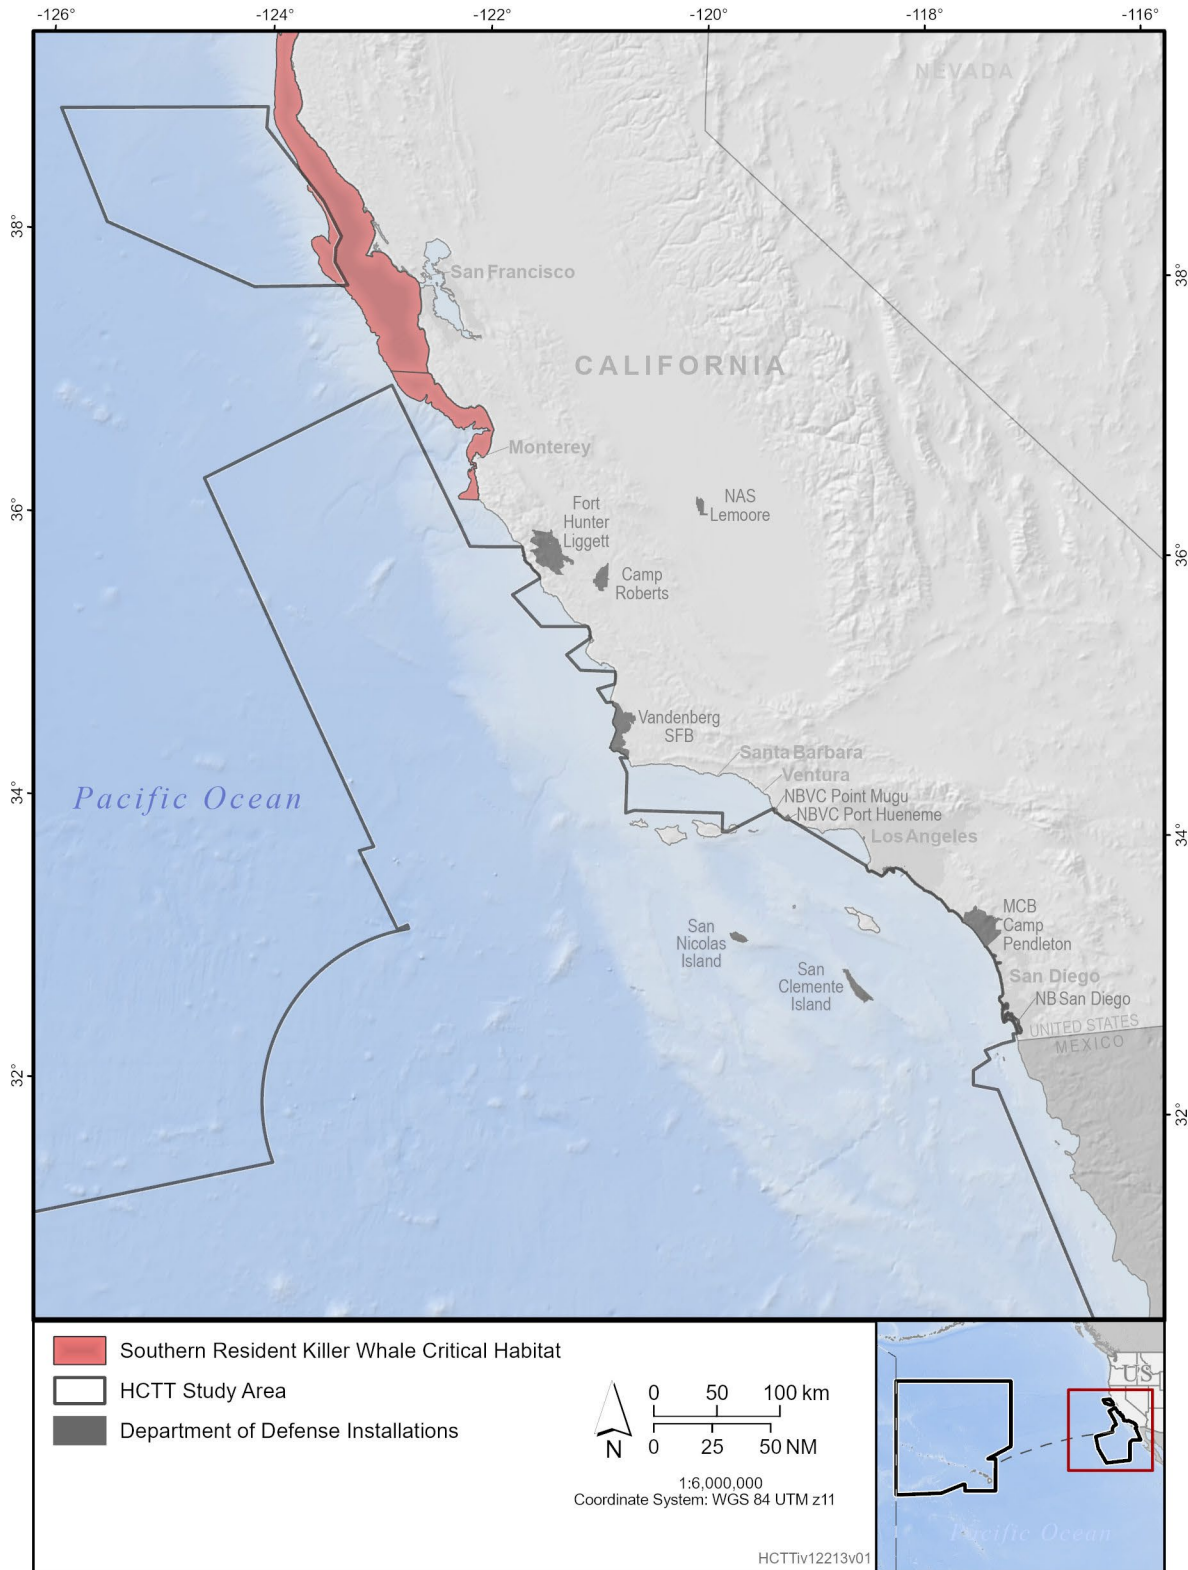 -126°
-124°
-122°
-120°
-118°
-116°
NEVADA
38°
38°
San Francisco
CALIFORNIA
Monterey
36°
36°
Fort
Hunter
Liggett
NAS
Lemoore
Camp
Roberts
Vandenberg
SFB
Santa Barbara
Ventura
NBVC Point Mugu
NBVC Port Hueneme
Los Angeles
34°
34°
Pacific Ocean
San
Nicolas
Island
San
Clemente
Island
MCB
Camp
Pendleton
San Diego
NB San Diego
UNITED STATES
MEXICO
32°
32°
Southern Resident Killer Whale Critical Habitat
HCTT Study Area
Department of Defense Installations
N
0 50 100 km
0 25 50 NM
1:6,000,000
Coordinate System: WGS 84 UTM z11
HCTTiv12213v01
US
Pacific Ocean